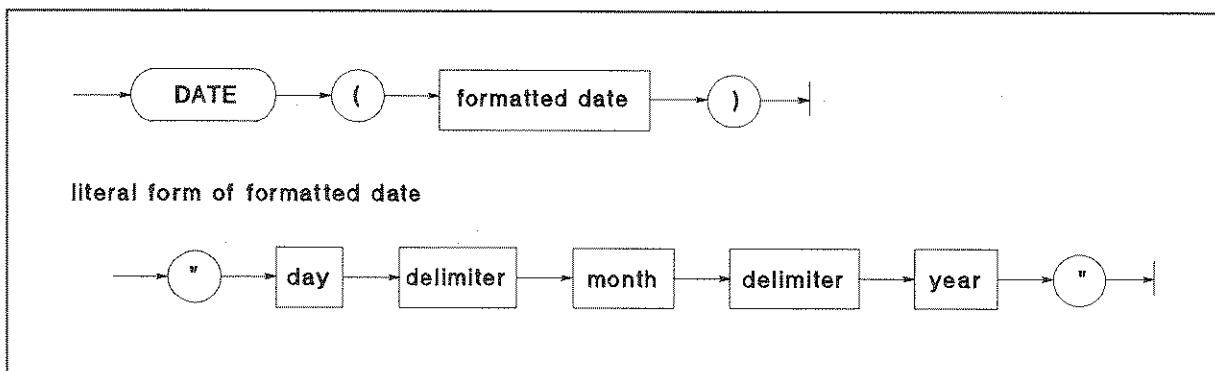 DATE ( formatted date )
literal form of formatted date
" day delimiter month delimiter year "